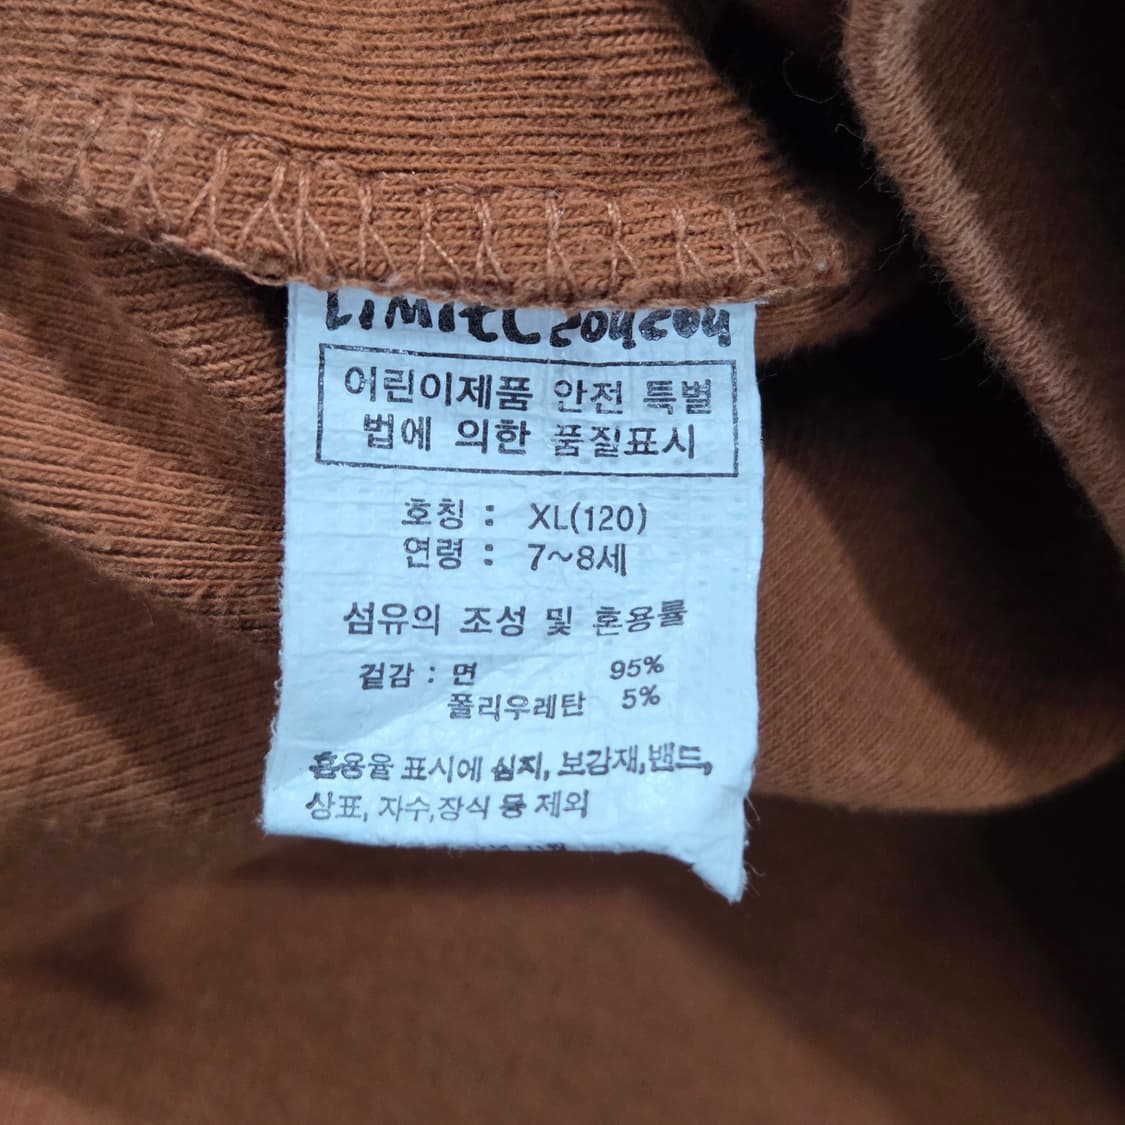 어린이제품 안전 특별
법에 의한 품질표시
호칭 : XL(120)
연령 : 7~8세
섬유의 조성 및 혼용률
겉감 : 면 95%
폴리우레탄 5%
혼용율 표시에 심지, 보강재,밴드,
상표, 자수,장식 등 제외